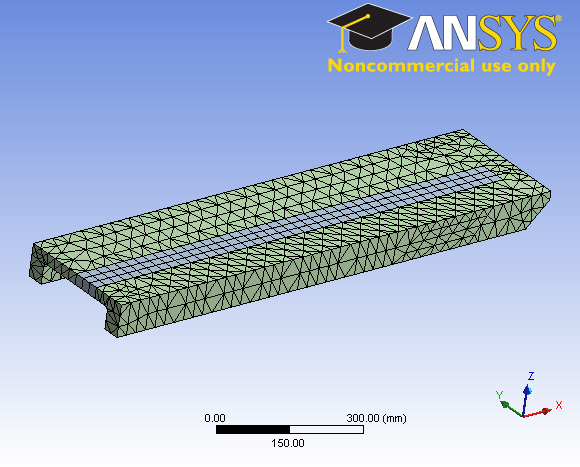 ANSYS®
Noncommercial use only
Z
Y
X
0.00 300.00 (mm)
150.00